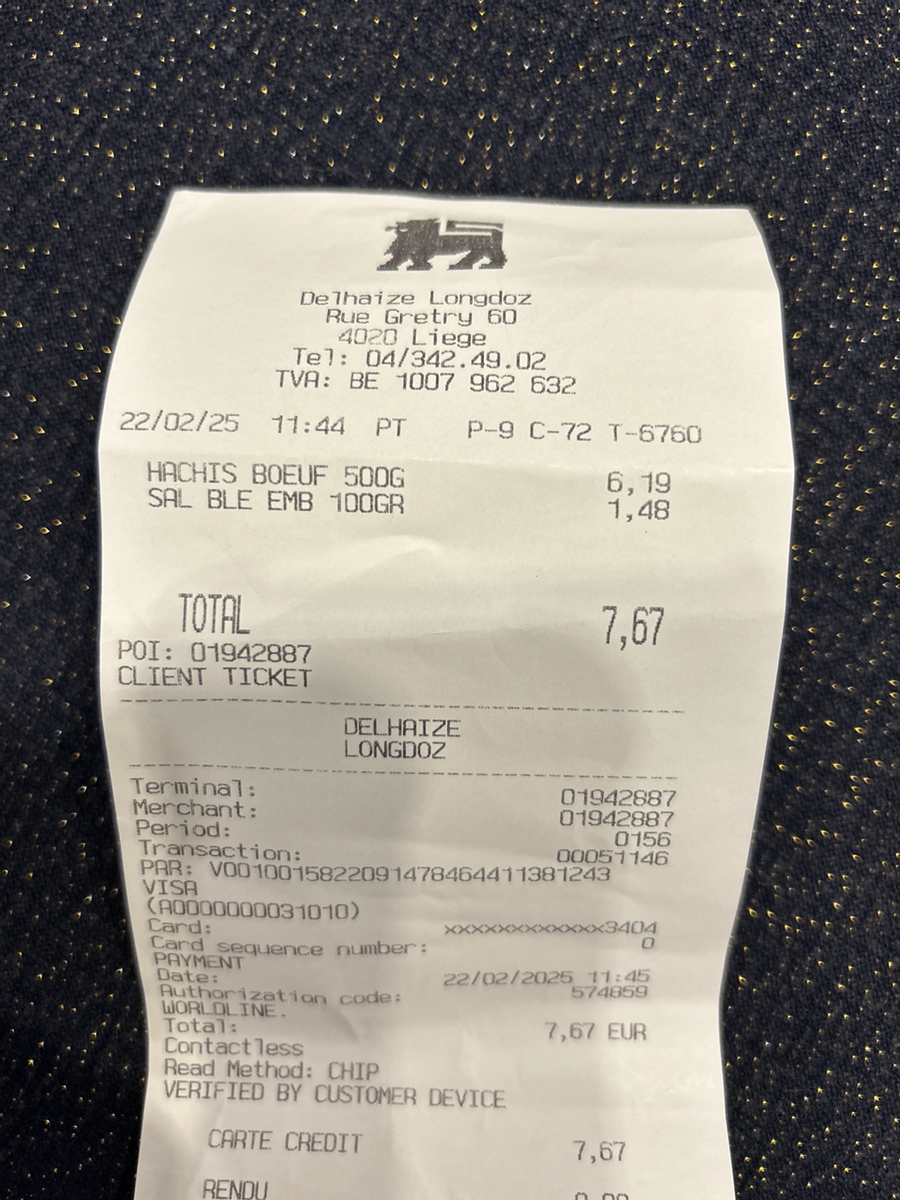 Delhaize Longdoz
Rue Gretry 60
4020 Liege
Tel: 04/342.49.02
TVA: BE 1007 962 632
22/02/25 11:44 PT P-9 C-72 T-6760
HACHIS BOEUF 500G 6,19
SAL BLE EMB 100GR 1,48
TOTAL 7,67
POI: 01942887
CLIENT TICKET
DELHAIZE
LONGDOZ
Terminal: 01942887
Merchant: 01942887
Period: 0156
Transaction: 00051146
PAR: V0010015822091478464411381243
VISA
(A0000000031010)
Card: xxxxxxxxxxxx3404
Card sequence number: 0
PAYMENT
Date: 22/02/2025 11:45
Authorization code: 574859
WORLDLINE.
Total: 7,67 EUR
Contactless
Read Method: CHIP
VERIFIED BY CUSTOMER DEVICE
CARTE CREDIT 7,67
RENDU